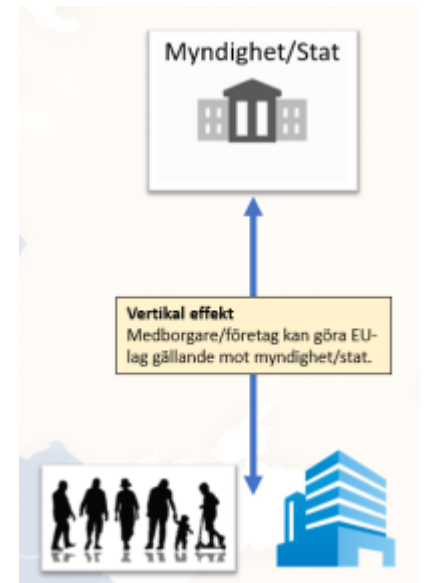 Myndighet/Stat
Vertikal effekt
Medborgare/företag kan göra EU-
lag gällande mot myndighet/stat.